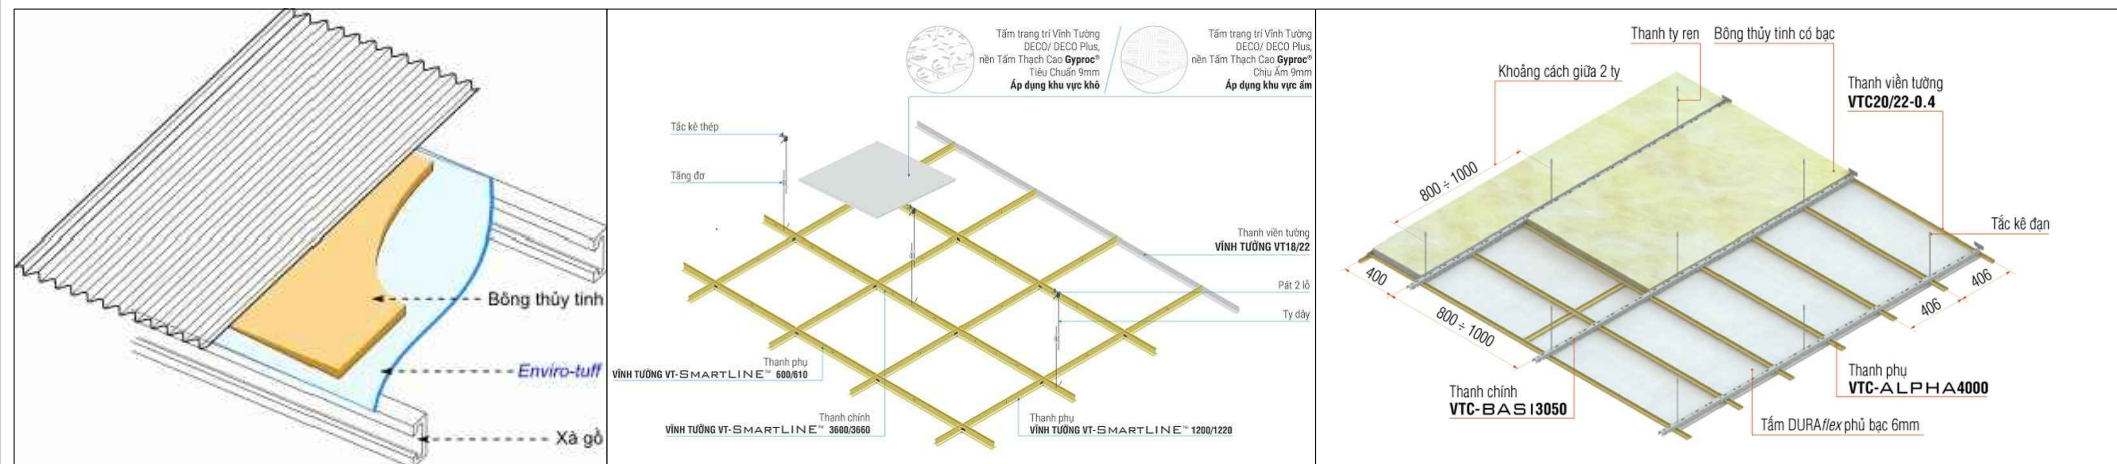 Bông thủy tinh
Enviro-tuff
Xà gồ
Tấm trang trí Vĩnh Tường
DECO/ DECO Plus,
nền Tấm Thạch Cao Gyproc®
Tiêu Chuẩn 9mm
Áp dụng khu vực khô
Tấm trang trí Vĩnh Tường
DECO/ DECO Plus,
nền Tấm Thạch Cao Gyproc®
Chịu Ẩm 9mm
Áp dụng khu vực ẩm
Tắc kê thép
Tăng đơ
Thanh viền tường
VĨNH TƯỜNG VT18/22
Pát 2 lỗ
Ty dây
Thanh phụ
VĨNH TƯỜNG VT-SMARTLINE™ 600/610
Thanh chính
VĨNH TƯỜNG VT-SMARTLINE™ 3600/3660
Thanh phụ
VĨNH TƯỜNG VT-SMARTLINE™ 1200/1220
Thanh ty ren
Bông thủy tinh có bạc
Khoảng cách giữa 2 ty
Thanh viền tường
VTC20/22-0.4
800 ÷ 1000
Tắc kê đạn
400
800 ÷ 1000
406
406
Thanh chính
VTC-BASI3050
Thanh phụ
VTC-ALPHA4000
Tấm DURAflex phủ bạc 6mm